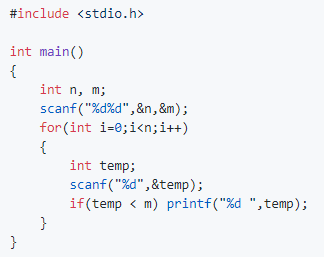 #include <stdio.h>

int main()
{
    int n, m;
    scanf("%d%d",&n,&m);
    for(int i=0;i<n;i++)
    {
        int temp;
        scanf("%d",&temp);
        if(temp < m) printf("%d ",temp);
    }
}